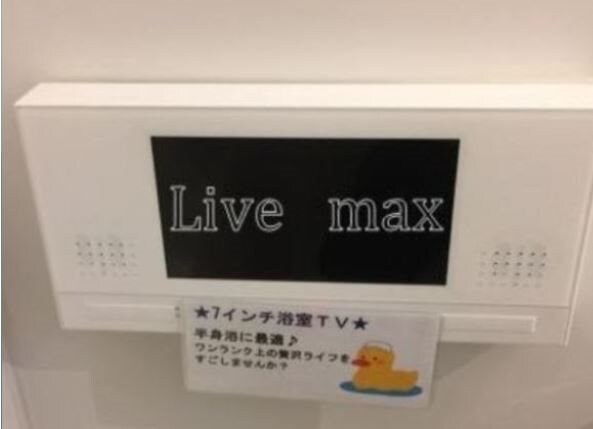 Live max
★7インチ浴室TV★
半身浴に最適♪
ワンランク上の贅沢ライフを
すごしませんか?